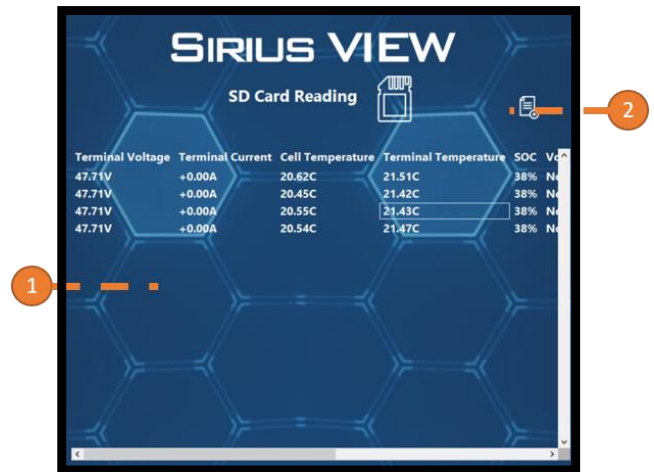 SIRIUS VIEW
SD Card Reading
2
Terminal Voltage Terminal Current Cell Temperature Terminal Temperature SOC
47.71V +0.00A 20.62C 21.51C 38%
47.71V +0.00A 20.45C 21.42C 38%
47.71V +0.00A 20.55C 21.43C 38%
47.71V +0.00A 20.54C 21.47C 38%
1